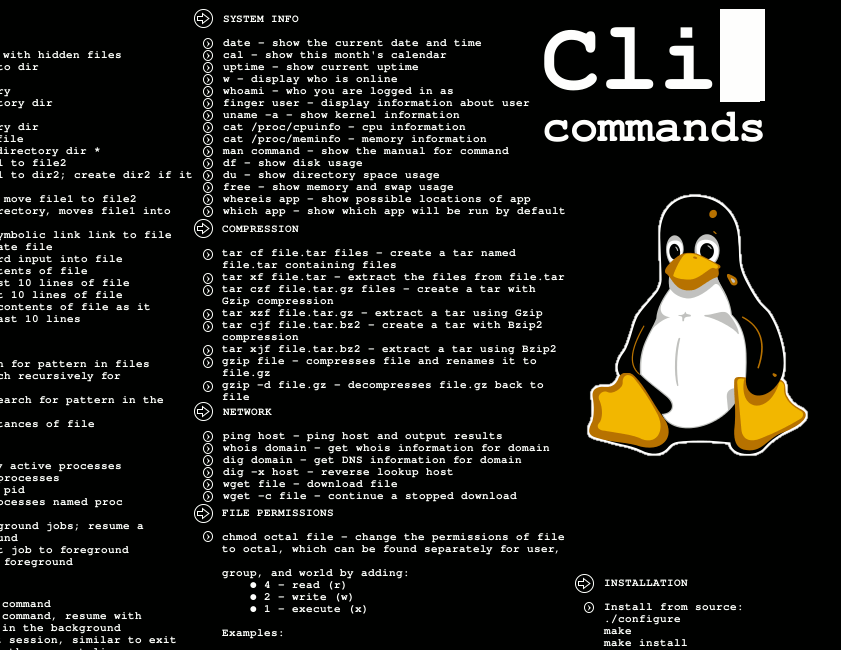 with hidden files
to dir
ry
tory dir
ry dir
file
directory dir *
1 to file2
1 to dir2; create dir2 if it
move file1 to file2
rectory, moves file1 into
ymbolic link link to file
ate file
rd input into file
tents of file
st 10 lines of file
t 10 lines of file
contents of file as it
ast 10 lines
h for pattern in files
ch recursively for
earch for pattern in the
tances of file
y active processes
processes
pid
ocesses named proc
ground jobs; resume a
und
t job to foreground
foreground
command
command, resume with
in the background
session, similar to exit
SYSTEM INFO
date – show the current date and time
cal – show this month's calendar
uptime – show current uptime
w – display who is online
whoami – who you are logged in as
finger user – display information about user
uname -a – show kernel information
cat /proc/cpuinfo – cpu information
cat /proc/meminfo – memory information
man command – show the manual for command
df – show disk usage
du – show directory space usage
free – show memory and swap usage
whereis app – show possible locations of app
which app – show which app will be run by default
COMPRESSION
tar cf file.tar files – create a tar named
file.tar containing files
tar xf file.tar – extract the files from file.tar
tar czf file.tar.gz files – create a tar with
Gzip compression
tar xzf file.tar.gz – extract a tar using Gzip
tar cjf file.tar.bz2 – create a tar with Bzip2
compression
tar xjf file.tar.bz2 – extract a tar using Bzip2
gzip file – compresses file and renames it to
file.gz
gzip -d file.gz – decompresses file.gz back to
file
NETWORK
ping host – ping host and output results
whois domain – get whois information for domain
dig domain – get DNS information for domain
dig -x host – reverse lookup host
wget file – download file
wget -c file – continue a stopped download
FILE PERMISSIONS
chmod octal file – change the permissions of file
to octal, which can be found separately for user,
group, and world by adding:
● 4 – read (r)
● 2 – write (w)
● 1 – execute (x)
Examples:
Cli
commands
INSTALLATION
Install from source:
./configure
make
make install